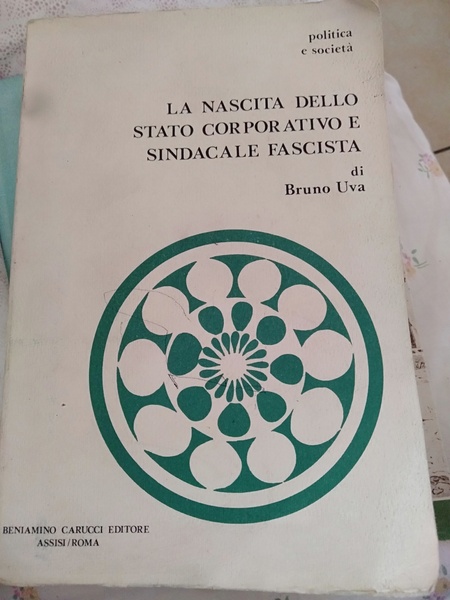 politica
e società
LA NASCITA DELLO
STATO CORPORATIVO E
SINDACALE FASCISTA
di
Bruno Uva
BENIAMINO CARUCCI EDITORE
ASSISI/ROMA